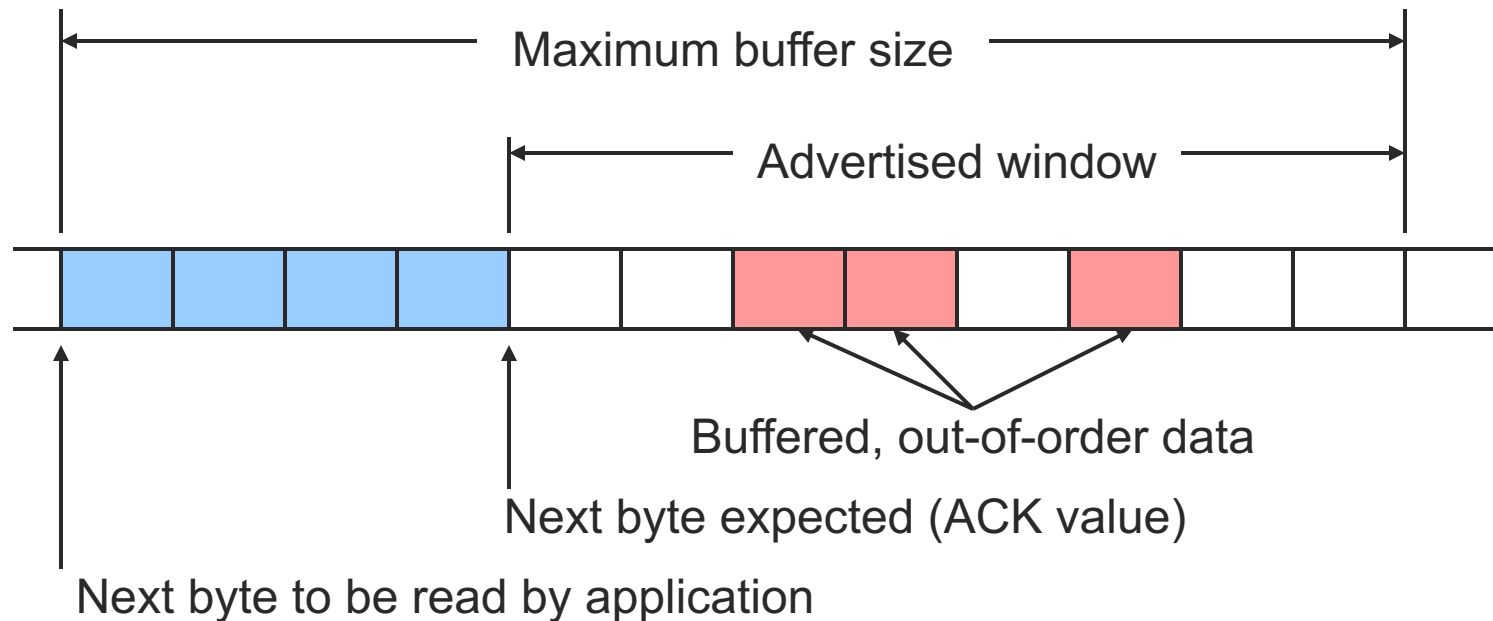 Maximum buffer size
Advertised window
Buffered, out-of-order data
Next byte expected (ACK value)
Next byte to be read by application